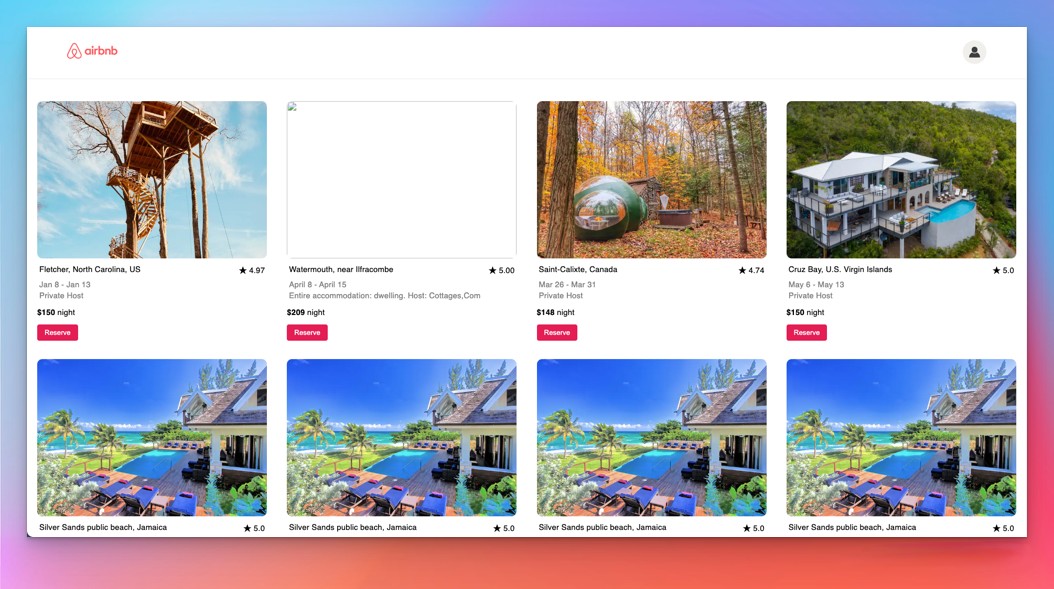 airbnb
Fletcher, North Carolina, US
★ 4.97
Jan 8 - Jan 13
Private Host
$150 night
Reserve
Watermouth, near Ilfracombe
★ 5.00
April 8 - April 15
Entire accommodation: dwelling. Host: Cottages,Com
$209 night
Reserve
Saint-Calixte, Canada
★ 4.74
Mar 26 - Mar 31
Private Host
$148 night
Reserve
Cruz Bay, U.S. Virgin Islands
★ 5.0
May 6 - May 13
Private Host
$150 night
Reserve
Silver Sands public beach, Jamaica
★ 5.0
Silver Sands public beach, Jamaica
★ 5.0
Silver Sands public beach, Jamaica
★ 5.0
Silver Sands public beach, Jamaica
★ 5.0